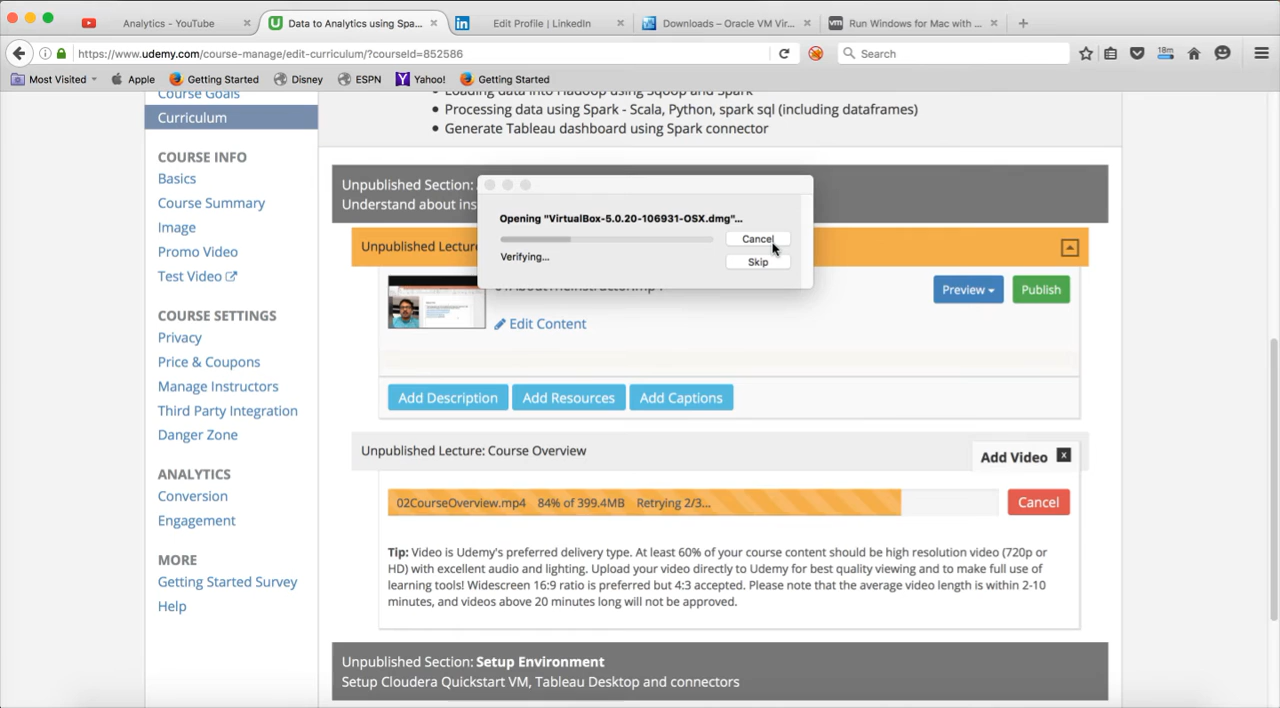 Analytics - YouTube
Data to Analytics using Spa...
Edit Profile | LinkedIn
Downloads – Oracle VM Vir...
Run Windows for Mac with ...
https://www.udemy.com/course-manage/edit-curriculum/?courseId=852586
Search
18m
Most Visited
Apple
Getting Started
Disney
ESPN
Yahoo!
Getting Started
Course Goals
Curriculum
COURSE INFO
Basics
Course Summary
Image
Promo Video
Test Video
COURSE SETTINGS
Privacy
Price & Coupons
Manage Instructors
Third Party Integration
Danger Zone
ANALYTICS
Conversion
Engagement
MORE
Getting Started Survey
Help
Loading data into Hadoop using Sqoop and Spark
• Processing data using Spark - Scala, Python, spark sql (including dataframes)
• Generate Tableau dashboard using Spark connector
Unpublished Section:
Understand about ins
Unpublished Lectur
Opening "VirtualBox-5.0.20-106931-OSX.dmg"...
Cancel
Verifying...
Skip
Preview
Publish
Edit Content
Add Description
Add Resources
Add Captions
Unpublished Lecture: Course Overview
Add Video x
02CourseOverview.mp4 84% of 399.4MB Retrying 2/3...
Cancel
Tip: Video is Udemy's preferred delivery type. At least 60% of your course content should be high resolution video (720p or
HD) with excellent audio and lighting. Upload your video directly to Udemy for best quality viewing and to make full use of
learning tools! Widescreen 16:9 ratio is preferred but 4:3 accepted. Please note that the average video length is within 2-10
minutes, and videos above 20 minutes long will not be approved.
Unpublished Section: Setup Environment
Setup Cloudera Quickstart VM, Tableau Desktop and connectors